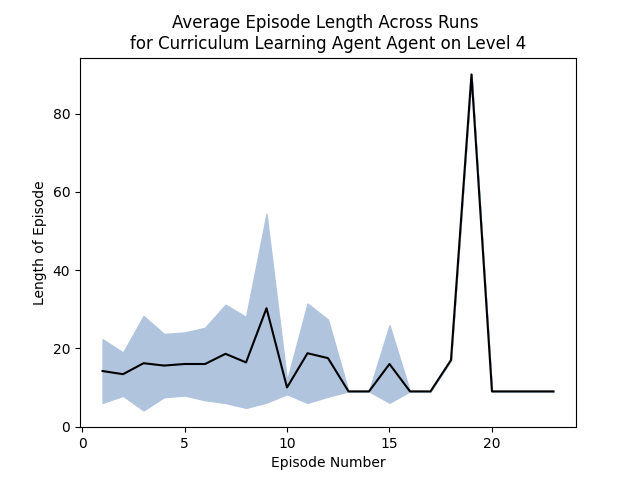 Average Episode Length Across Runs
for Curriculum Learning Agent Agent on Level 4
Length of Episode
80
60
40
20
0
0 5 10 15 20
Episode Number